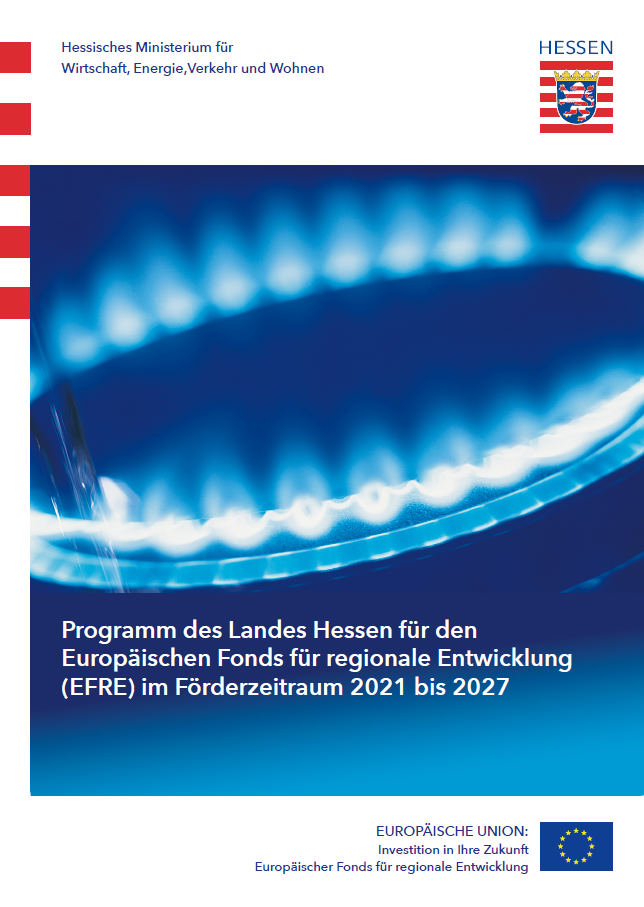 Hessisches Ministerium für
Wirtschaft, Energie,Verkehr und Wohnen
HESSEN
Programm des Landes Hessen für den
Europäischen Fonds für regionale Entwicklung
(EFRE) im Förderzeitraum 2021 bis 2027
EUROPÄISCHE UNION:
Investition in Ihre Zukunft
Europäischer Fonds für regionale Entwicklung